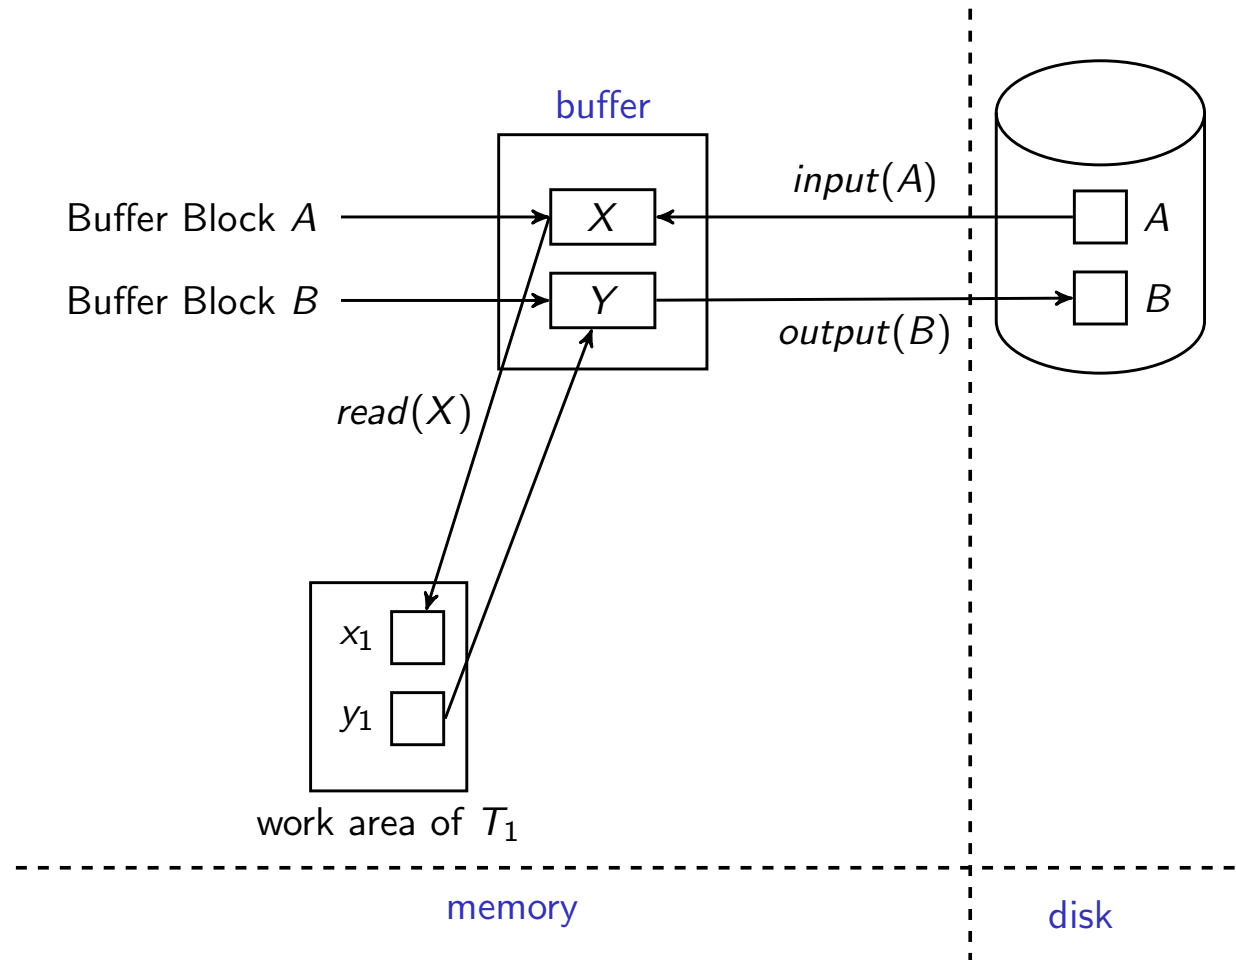 buffer
input(A)
Buffer Block A
X
A
Buffer Block B
Y
B
output(B)
read(X)
x₁
y₁
work area of T₁
memory
disk